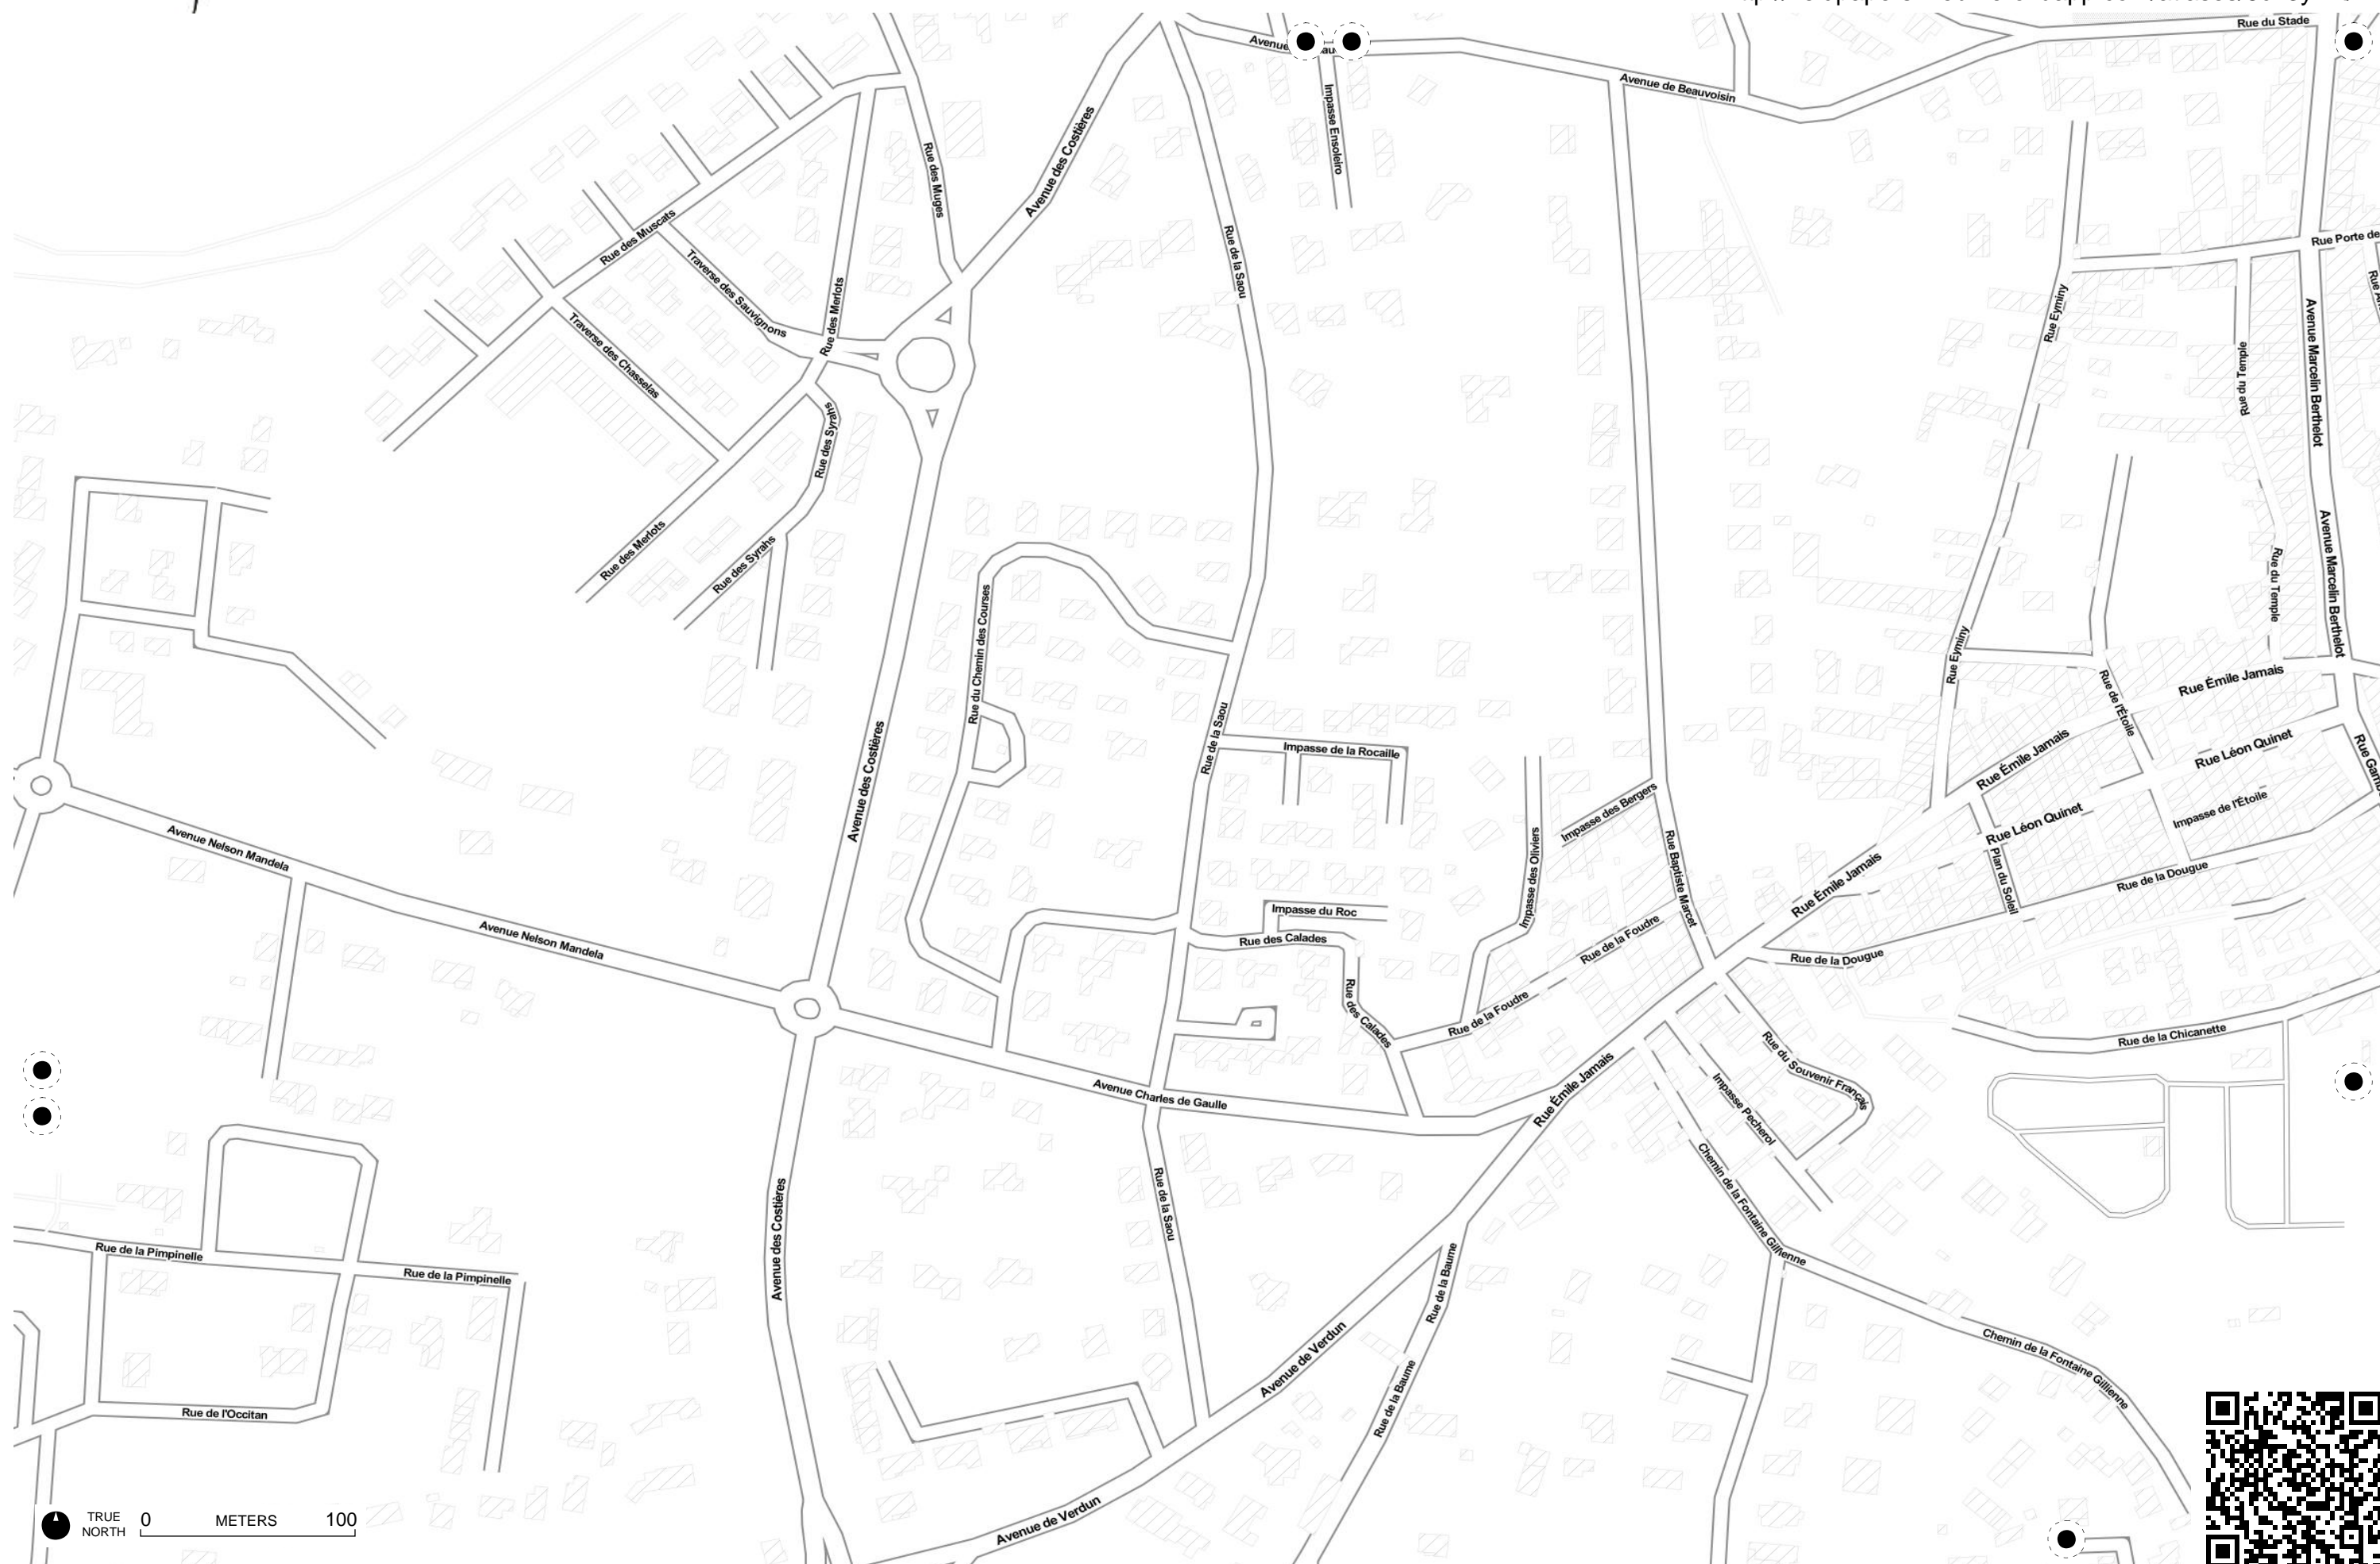 Rue du Stade
Avenue
Avenue de Beauvoisin
Impasse Ensoleiro
Rue des Muges
Avenue des Costières
Rue des Muscats
Traverse des Sauvignons
Rue de la Saou
Rue Porte de
Rue des Merlots
Rue Eyminy
Avenue Marcelin Berthelot
Traverse des Chasselas
Rue du Temple
Rue des Syrahs
Rue des Merlots
Rue des Syrahs
Avenue Marcelin Berthelot
Rue du Temple
Rue du Chemin des Courses
Rue Eyminy
Rue de l'Étoile
Rue Émile Jamais
Rue de la Saou
Impasse de la Rocaille
Rue Émile Jamais
Rue Léon Quinet
Avenue des Costières
Impasse des Bergers
Impasse de l'Étoile
Rue Léon Quinet
Avenue Nelson Mandela
Impasse des Oliviers
Rue Baptiste Marcet
Plan du Soleil
Rue de la Dougue
Rue Émile Jamais
Impasse du Roc
Avenue Nelson Mandela
Rue des Calades
Rue de la Foudre
Rue de la Dougue
Rue des Calades
Rue de la Foudre
Rue de la Chicanette
Rue du Souvenir Français
Avenue Charles de Gaulle
Rue Émile Jamais
Impasse Pecherol
Rue de la Saou
Chemin de la Fontaine Gillienne
Avenue des Costières
Rue de la Pimpinelle
Rue de la Pimpinelle
Rue de la Baume
Avenue de Verdun
Chemin de la Fontaine Gillienne
Rue de la Baume
Rue de l'Occitan
Avenue de Verdun
TRUE
NORTH
0 METERS 100